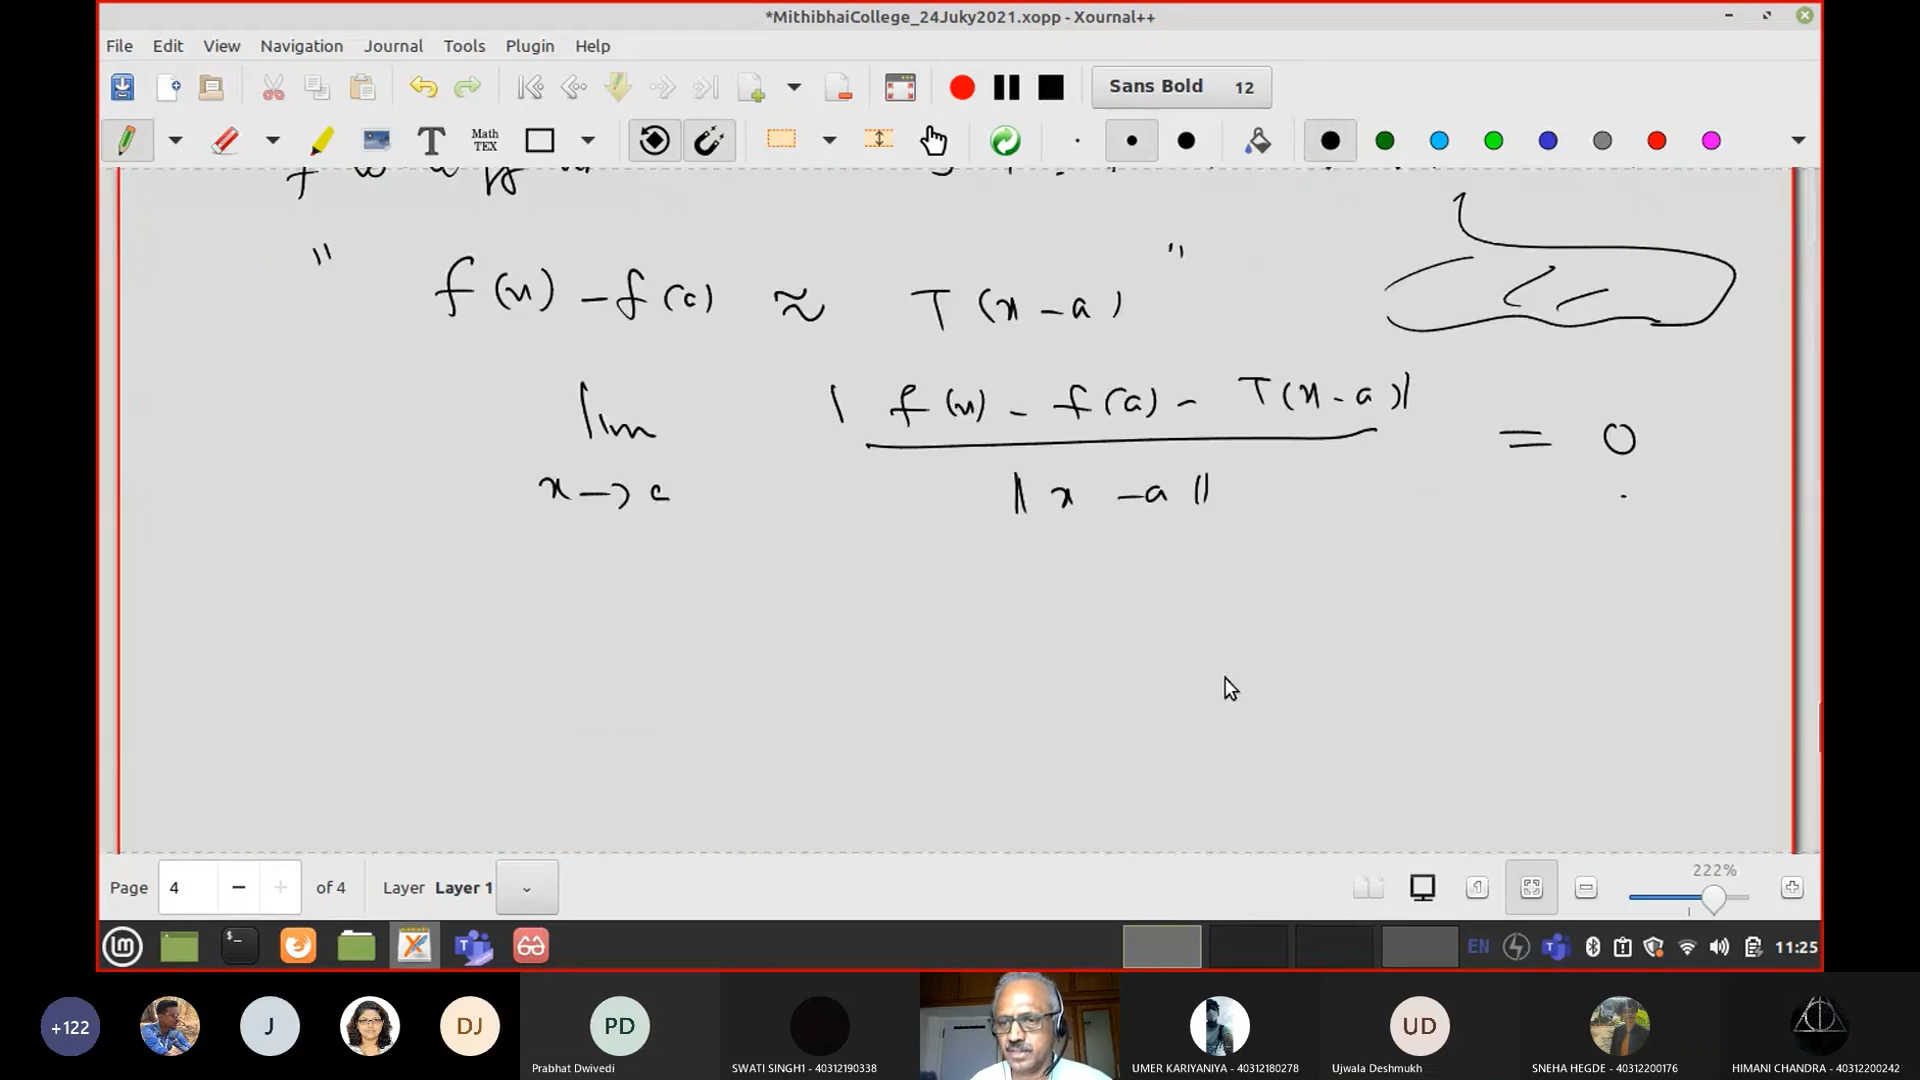 *MithibhaiCollege_24Juky2021.xopp - Xournal++
File Edit View Navigation Journal Tools Plugin Help
Sans Bold 12
T Math TEX
" f(x) - f(a) ≈ T(x-a) "
lim | f(x) - f(a) - T(x-a) | = 0
x → a || x - a ||
222%
Page 4 of 4 Layer Layer 1
EN 11:25
+122 J DJ PD UD
Prabhat Dwivedi SWATI SINGH1 - 40312190338 UMER KARIYANIYA - 40312180278 Ujwala Deshmukh SNEHA HEGDE - 40312200176 HIMANI CHANDRA - 40312200242